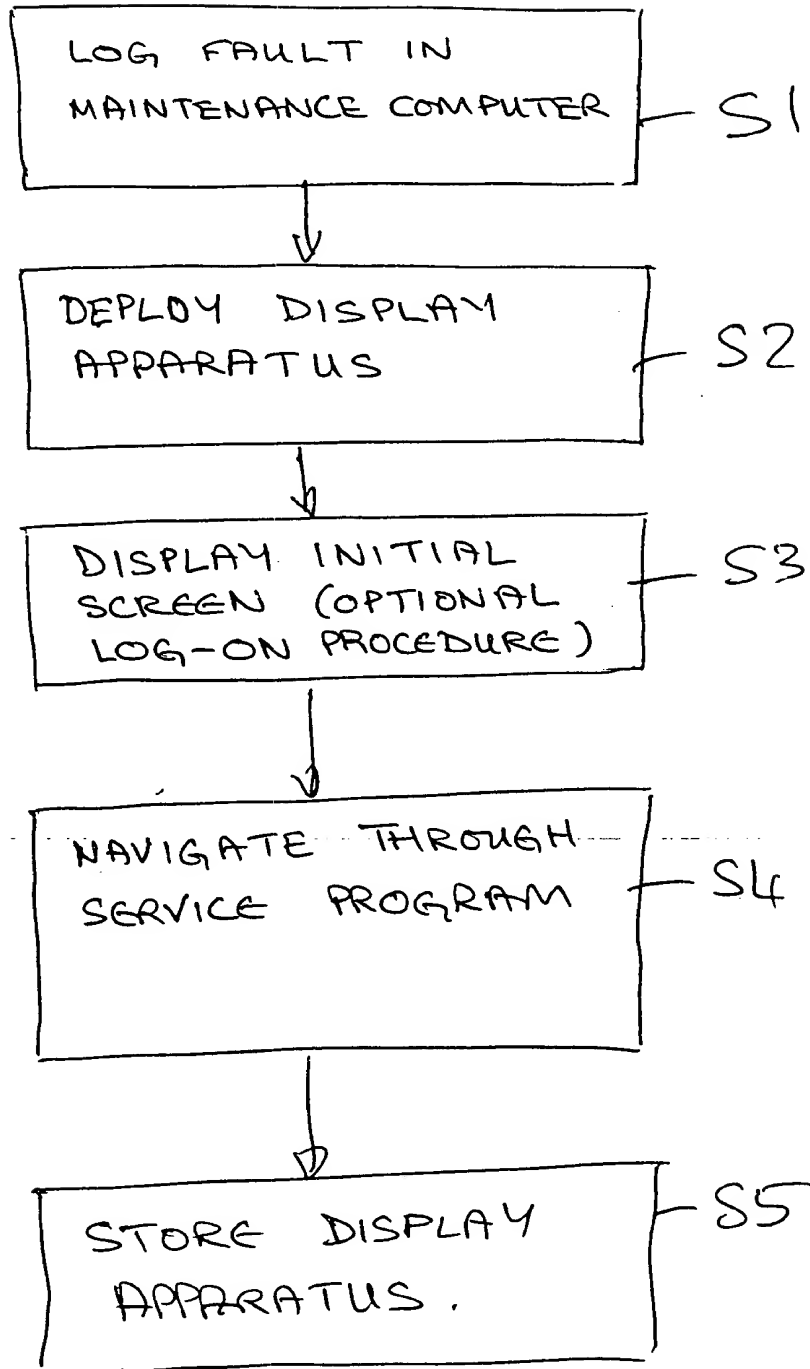 LOG FAULT IN
MAINTENANCE COMPUTER
S1
DEPLOY DISPLAY
APPARATUS
S2
DISPLAY INITIAL
SCREEN (OPTIONAL
LOG-ON PROCEDURE)
S3
NAVIGATE THROUGH
SERVICE PROGRAM
S4
STORE DISPLAY
APPARATUS.
S5